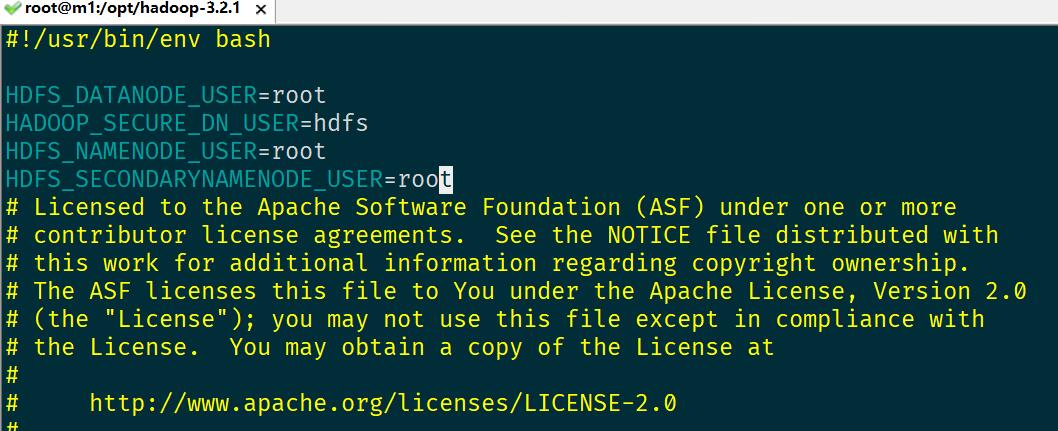 root@m1:/opt/hadoop-3.2.1 ×
#!/usr/bin/env bash
HDFS_DATANODE_USER=root
HADOOP_SECURE_DN_USER=hdfs
HDFS_NAMENODE_USER=root
HDFS_SECONDARYNAMENODE_USER=root
# Licensed to the Apache Software Foundation (ASF) under one or more
# contributor license agreements.  See the NOTICE file distributed with
# this work for additional information regarding copyright ownership.
# The ASF licenses this file to You under the Apache License, Version 2.0
# (the "License"); you may not use this file except in compliance with
# the License.  You may obtain a copy of the License at
#
#     http://www.apache.org/licenses/LICENSE-2.0
#